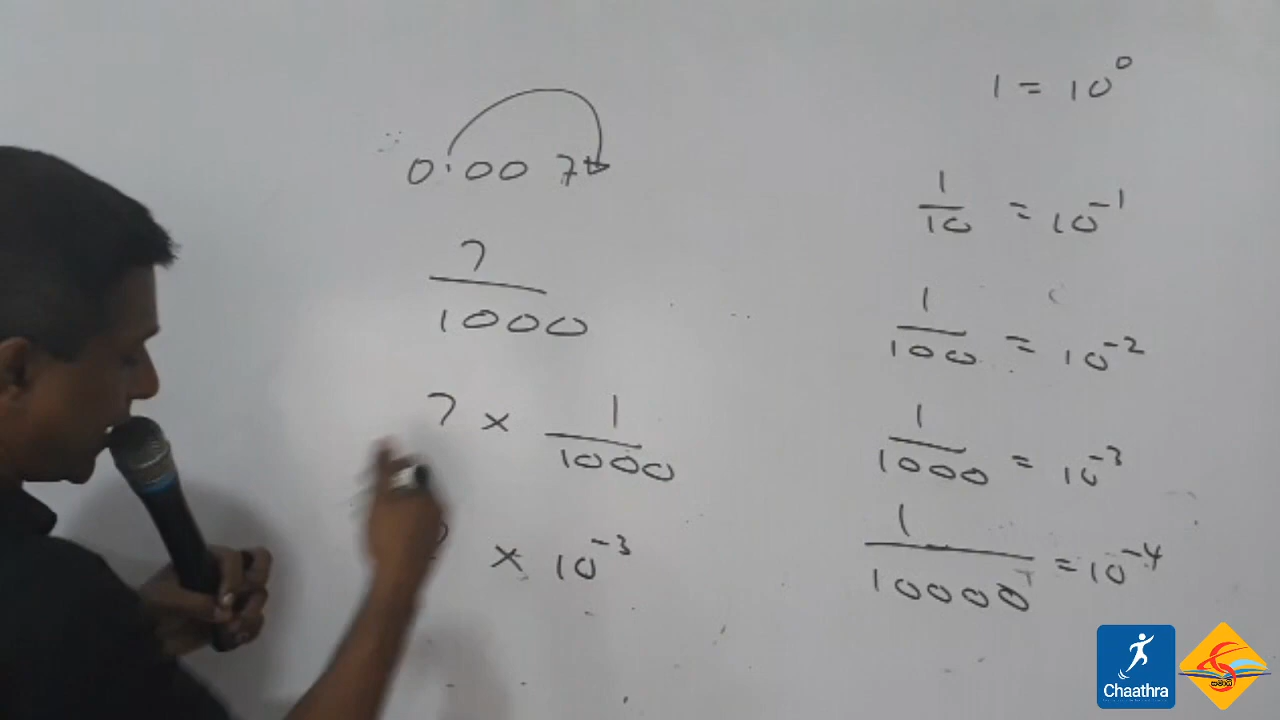 0.007
7/1000
7 × 1/1000
× 10⁻³
1 = 10⁰
1/10 = 10⁻¹
1/100 = 10⁻²
1/1000 = 10⁻³
1/10000 = 10⁻⁴
Chaathra
සමාධි